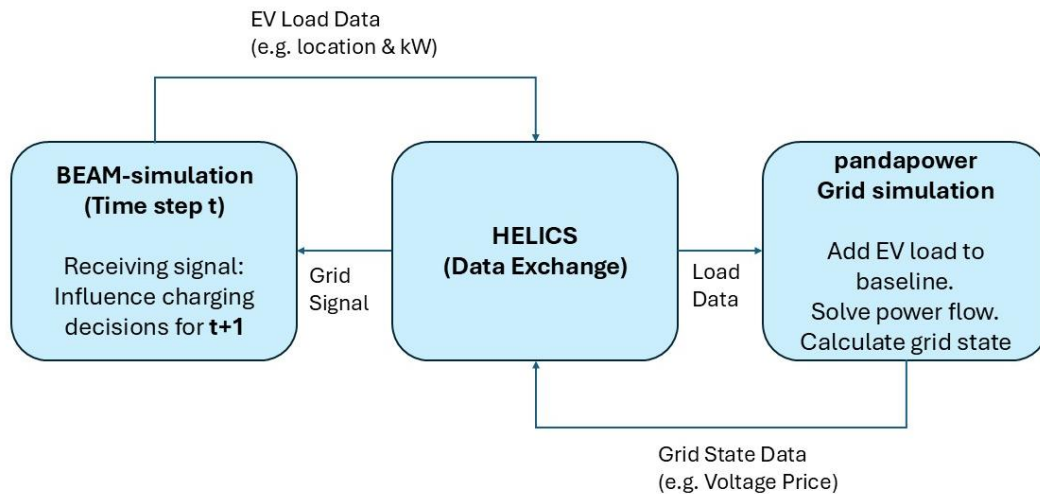 EV Load Data
(e.g. location & kW)
BEAM-simulation
(Time step t)
Receiving signal:
Influence charging
decisions for t+1
Grid
Signal
HELICS
(Data Exchange)
Load
Data
pandapower
Grid simulation
Add EV load to
baseline.
Solve power flow.
Calculate grid state
Grid State Data
(e.g. Voltage Price)